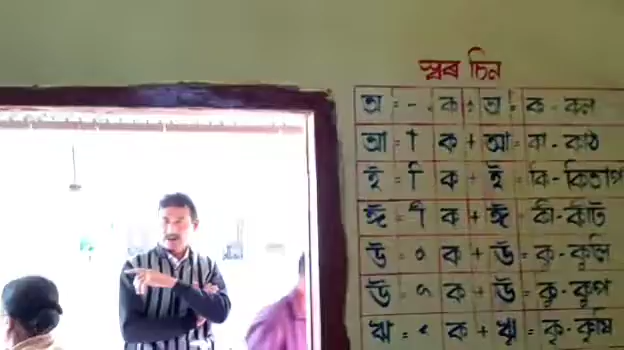 স্বৰ চিন
অ = - ক + অ = ক - কল
আ = া ক + আ = কা - কাঠ
ই = ি ক + ই = কি - কিতাপ
ঈ = ী ক + ঈ = কী - কীট
উ = ু ক + উ = কু - কুলি
ঊ = ূ ক + ঊ = কূ - কূপ
ঋ = ৃ ক + ঋ = কৃ - কৃষি